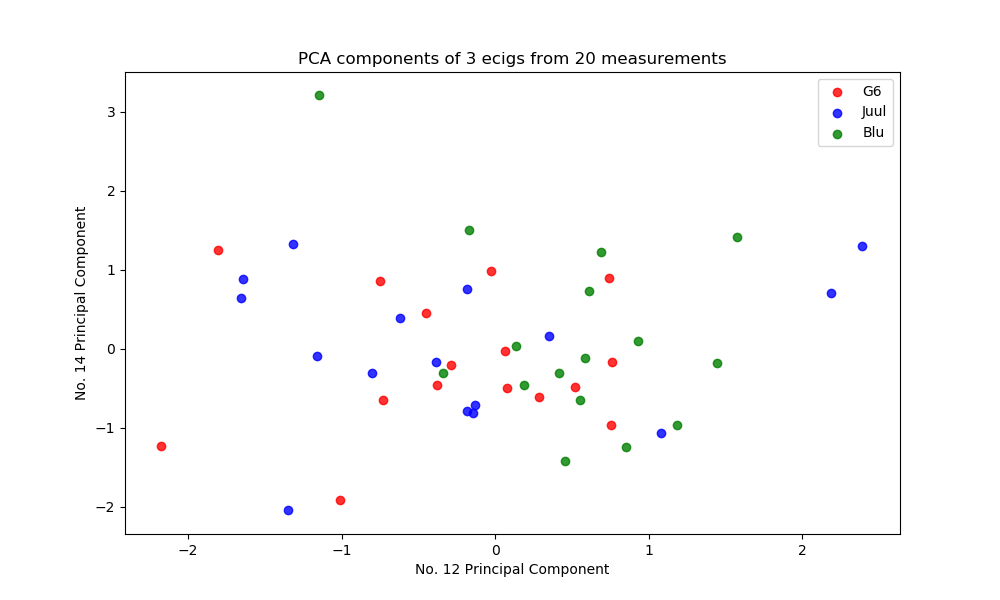 PCA components of 3 ecigs from 20 measurements
G6
Juul
Blu
3
2
1
0
−1
−2
No. 14 Principal Component
−2
−1
0
1
2
No. 12 Principal Component